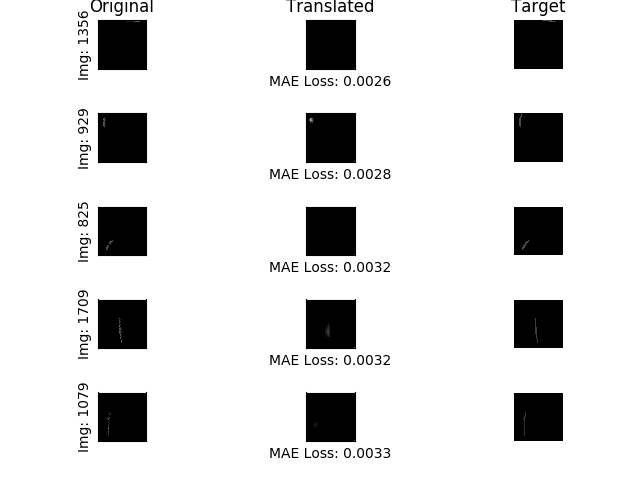 Original Translated Target
Img: 1356
MAE Loss: 0.0026
Img: 929
MAE Loss: 0.0028
Img: 825
MAE Loss: 0.0032
Img: 1709
MAE Loss: 0.0032
Img: 1079
MAE Loss: 0.0033